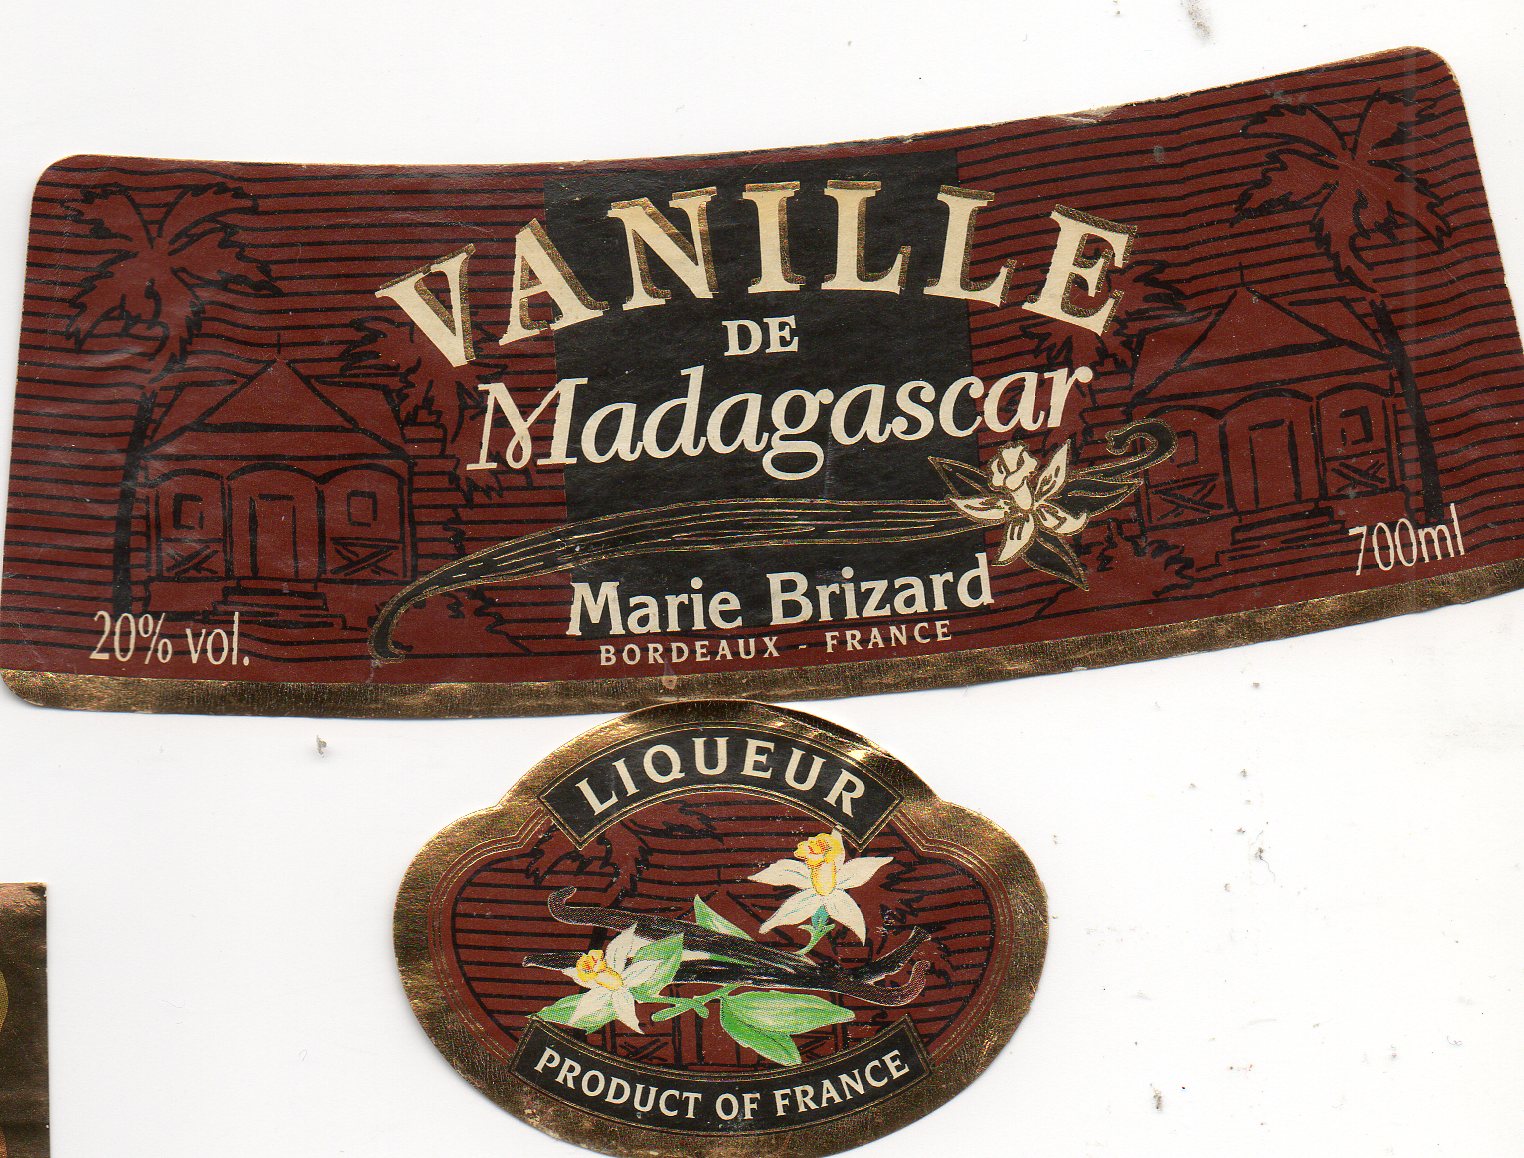 VANILLE
DE
Madagascar
Marie Brizard
BORDEAUX - FRANCE
20% vol.
700ml
LIQUEUR
PRODUCT OF FRANCE